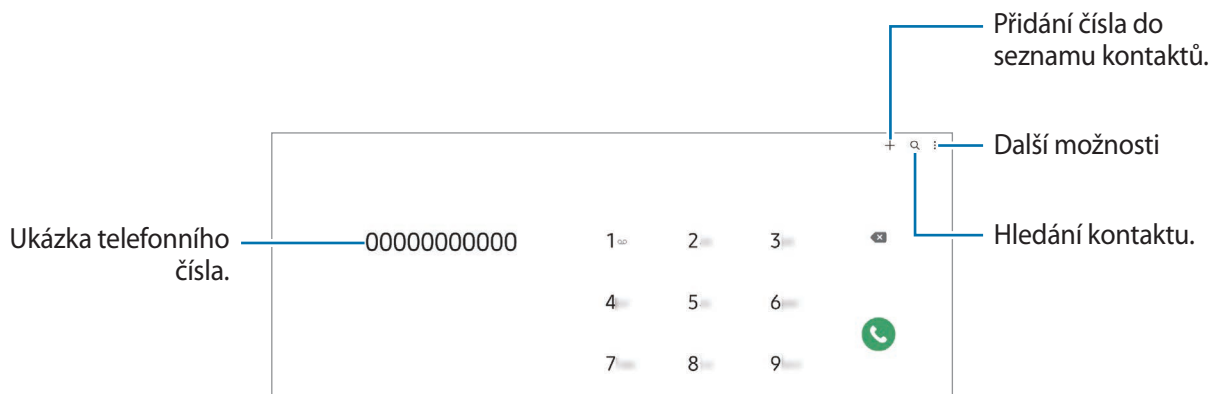 Přidání čísla do
seznamu kontaktů.
Další možnosti
Ukázka telefonního
čísla.
00000000000
1 2 3
Hledání kontaktu.
4 5 6
7 8 9